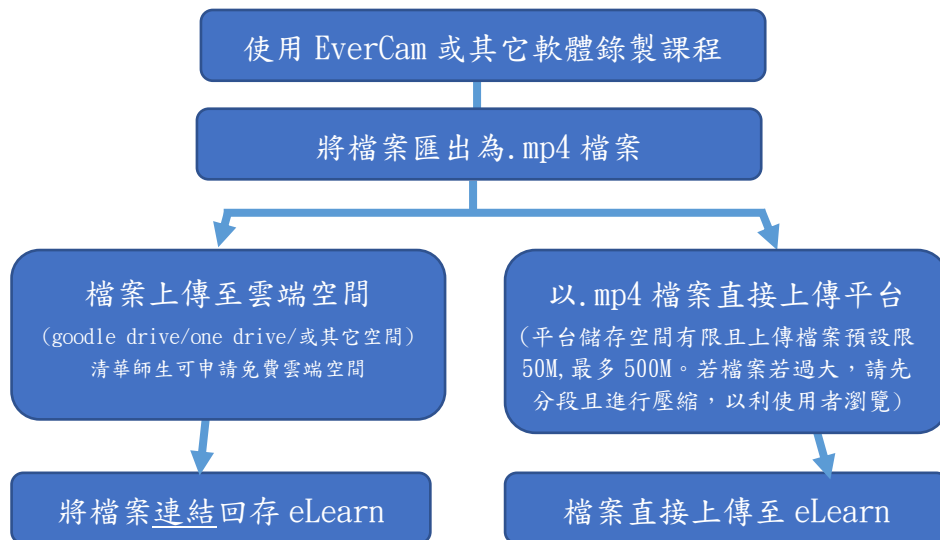 使用 EverCam 或其它軟體錄製課程
將檔案匯出為.mp4 檔案
檔案上傳至雲端空間
(goodle drive/one drive/或其它空間)
清華師生可申請免費雲端空間
以.mp4 檔案直接上傳平台
(平台儲存空間有限且上傳檔案預設限
50M,最多 500M。若檔案若過大，請先
分段且進行壓縮，以利使用者瀏覽)
將檔案連結回存 eLearn
檔案直接上傳至 eLearn